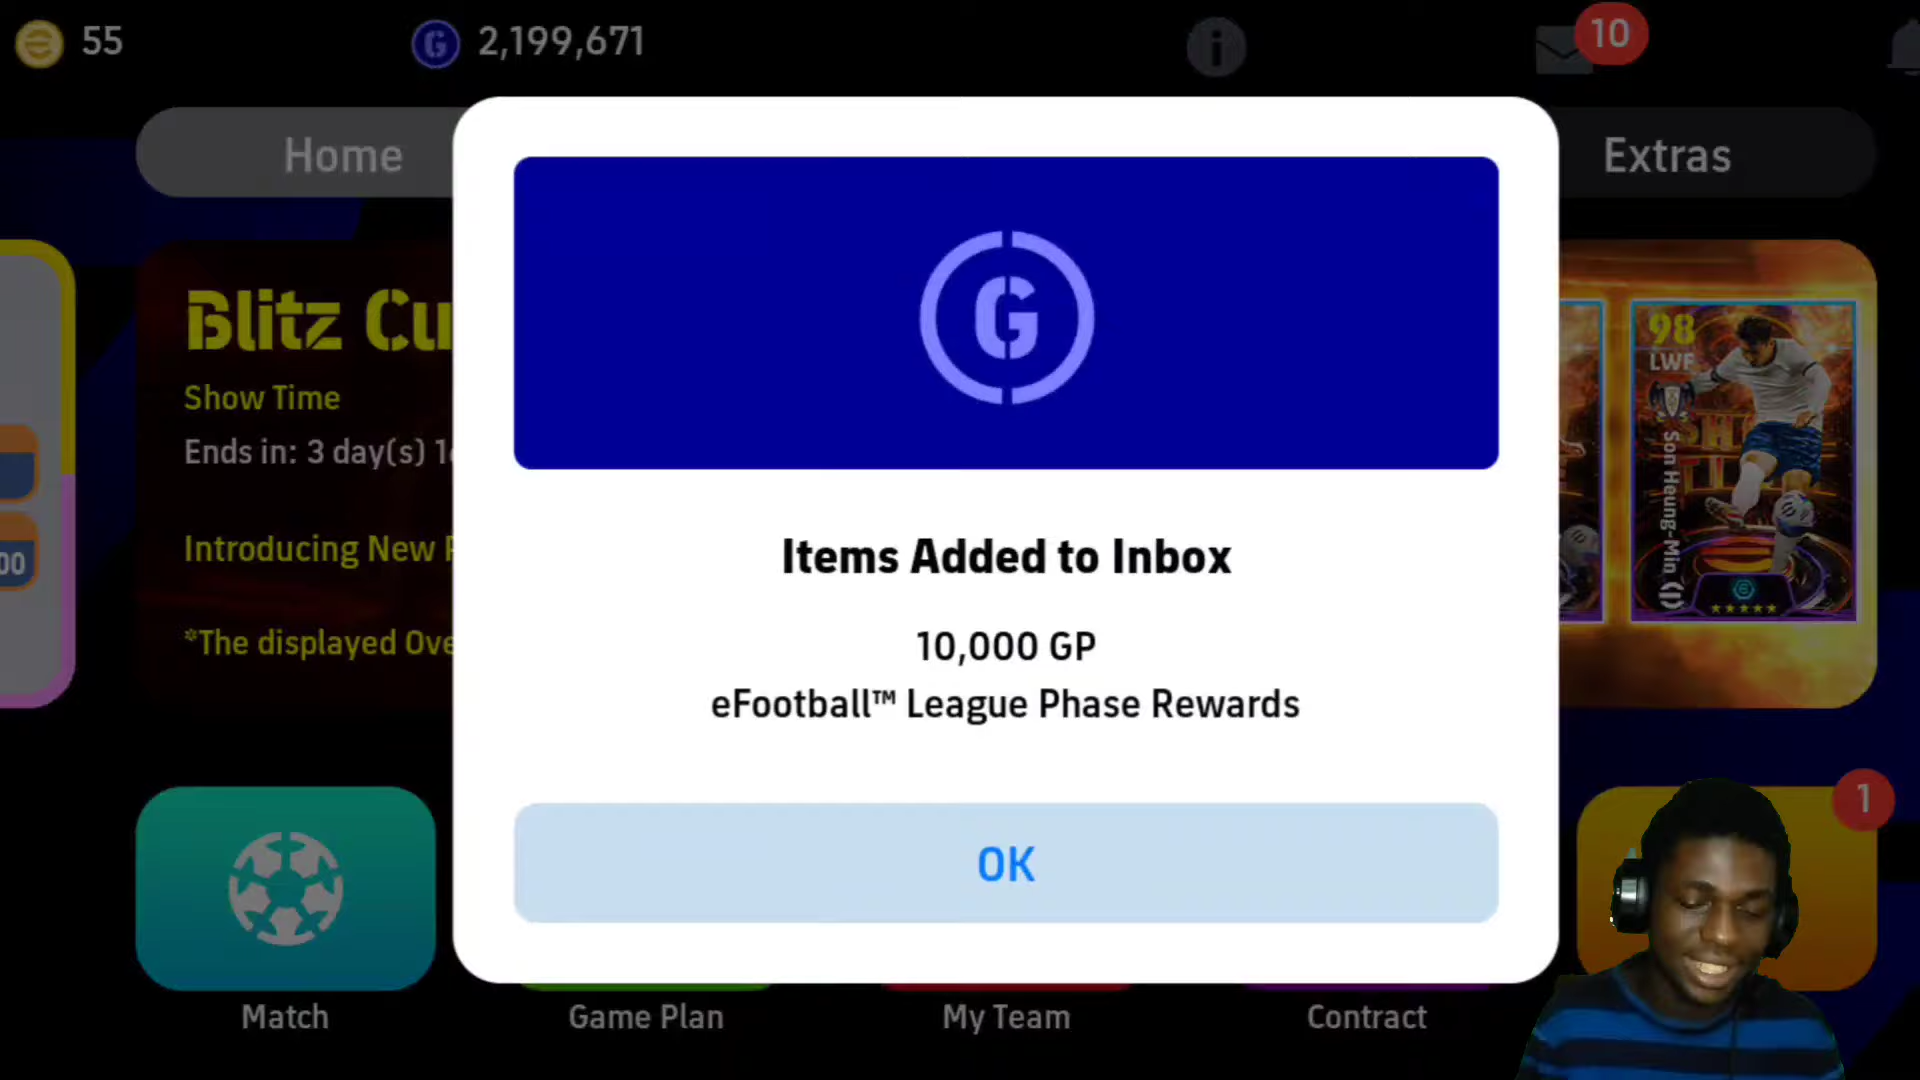 55
G 2,199,671
i
10
Home
Extras
Blitz Cu
Show Time
Ends in: 3 day(s) 1
Introducing New
*The displayed Ove
00
G
Items Added to Inbox
10,000 GP
eFootball™ League Phase Rewards
OK
98
LWF
Son Heung-Min
1
Match
Game Plan
My Team
Contract